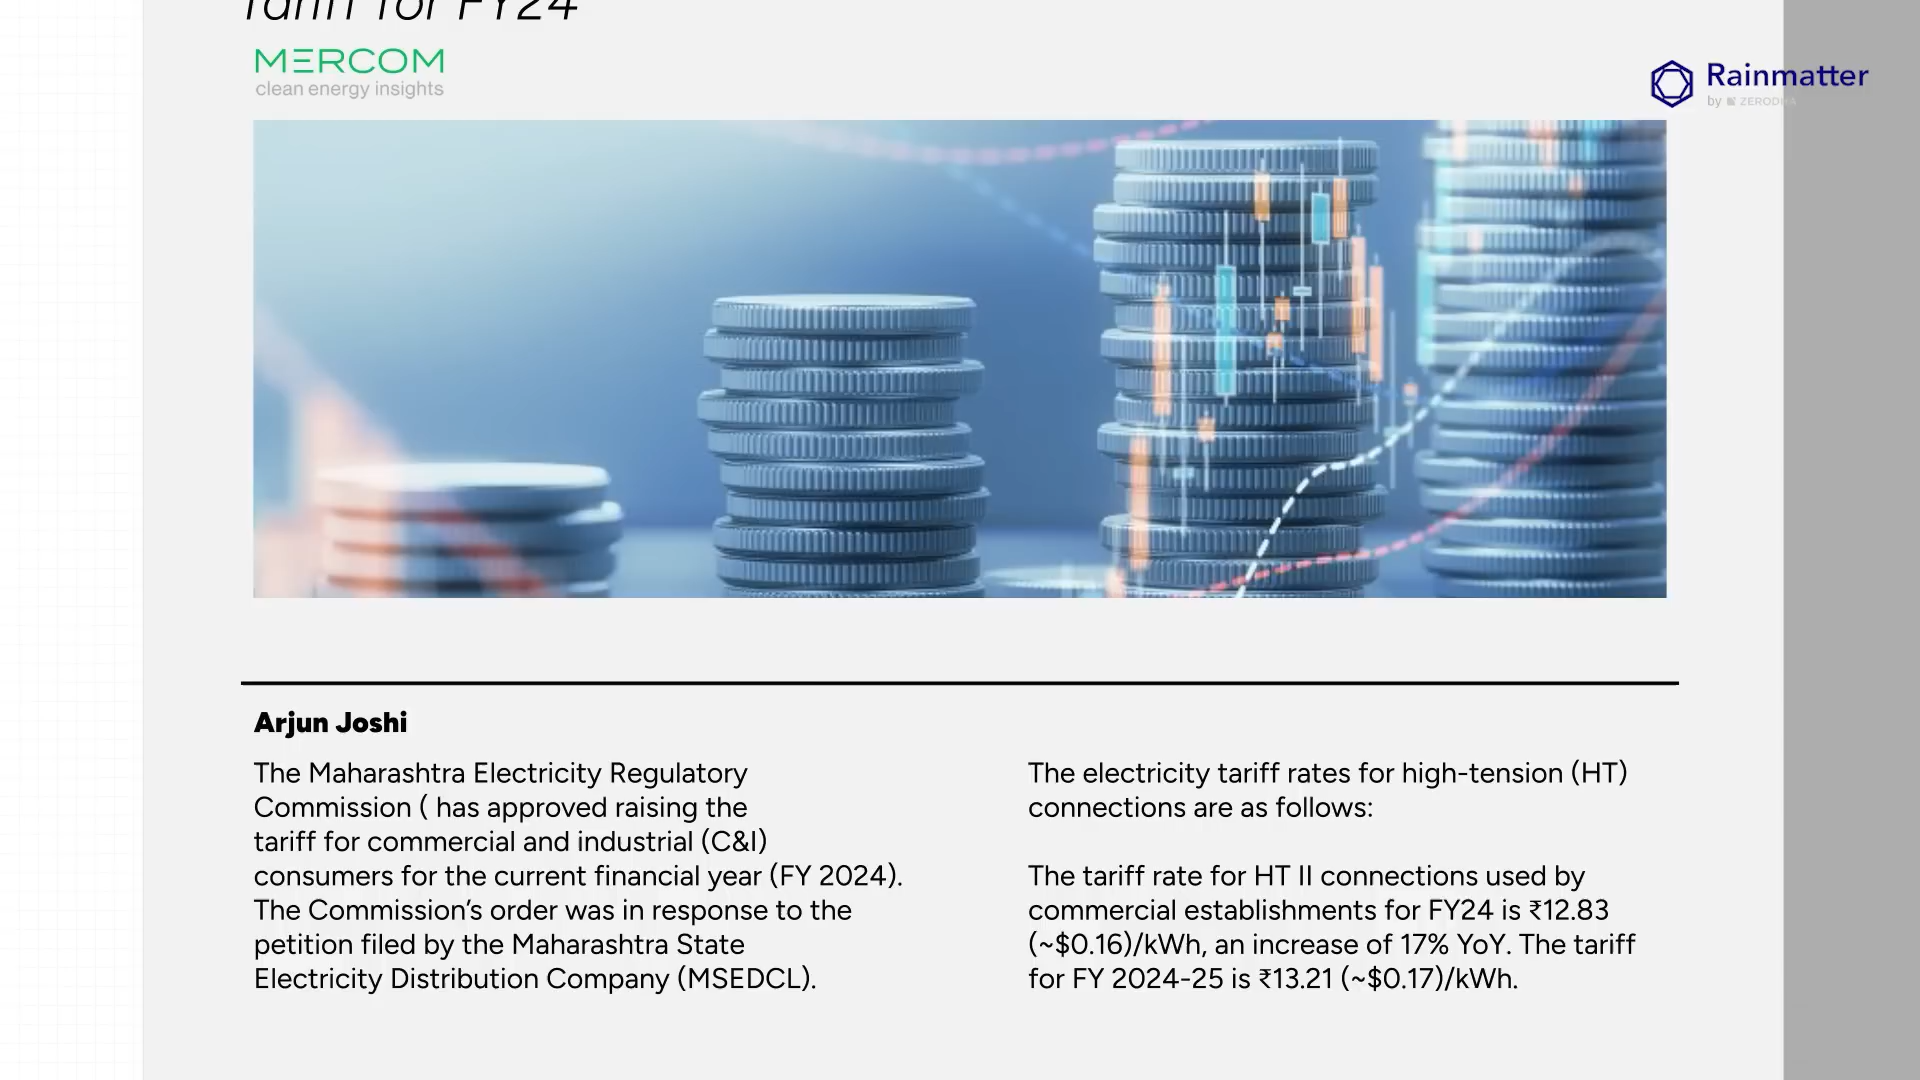 Tariff for FY24
MERCOM
clean energy insights
Rainmatter
by ZERODHA
Arjun Joshi
The Maharashtra Electricity Regulatory
Commission ( has approved raising the
tariff for commercial and industrial (C&I)
consumers for the current financial year (FY 2024).
The Commission’s order was in response to the
petition filed by the Maharashtra State
Electricity Distribution Company (MSEDCL).
The electricity tariff rates for high-tension (HT)
connections are as follows:
The tariff rate for HT II connections used by
commercial establishments for FY24 is ₹12.83
(~$0.16)/kWh, an increase of 17% YoY. The tariff
for FY 2024-25 is ₹13.21 (~$0.17)/kWh.